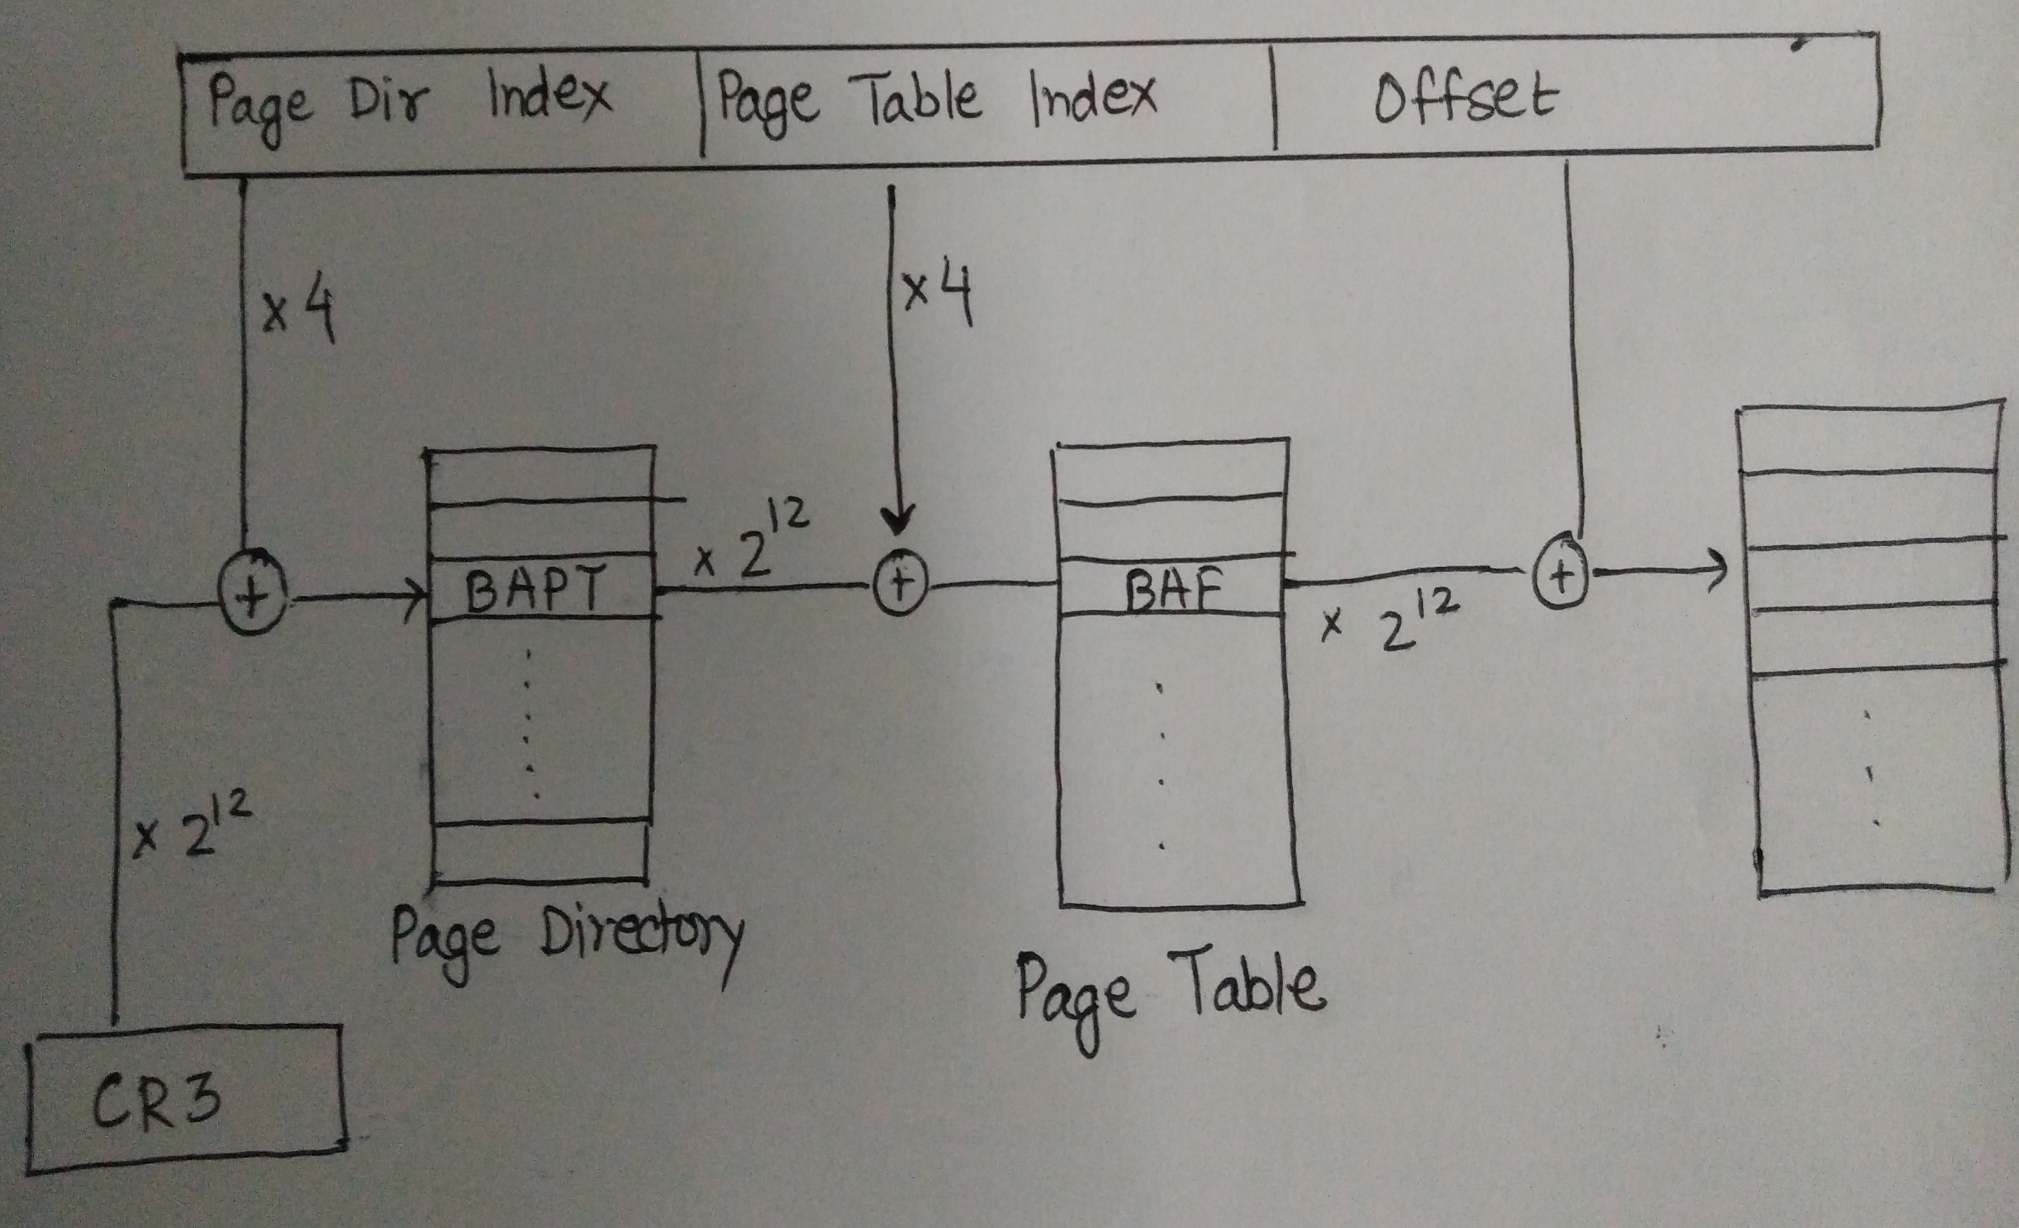 Page Dir Index Page Table Index Offset
x 4
x 4
x 2^12
BAPT
BAF
x 2^12
x 2^12
Page Directory
Page Table
CR3